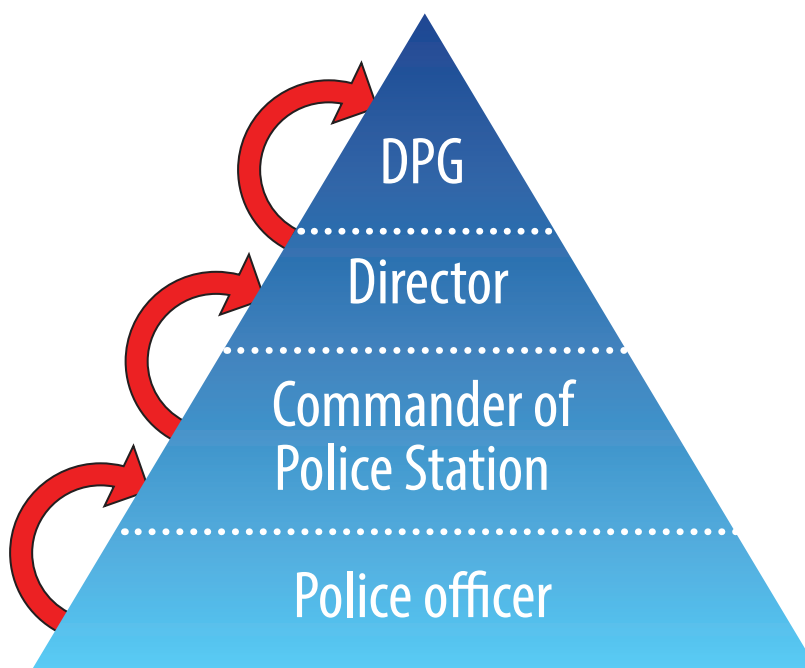 DPG
Director
Commander of
Police Station
Police officer